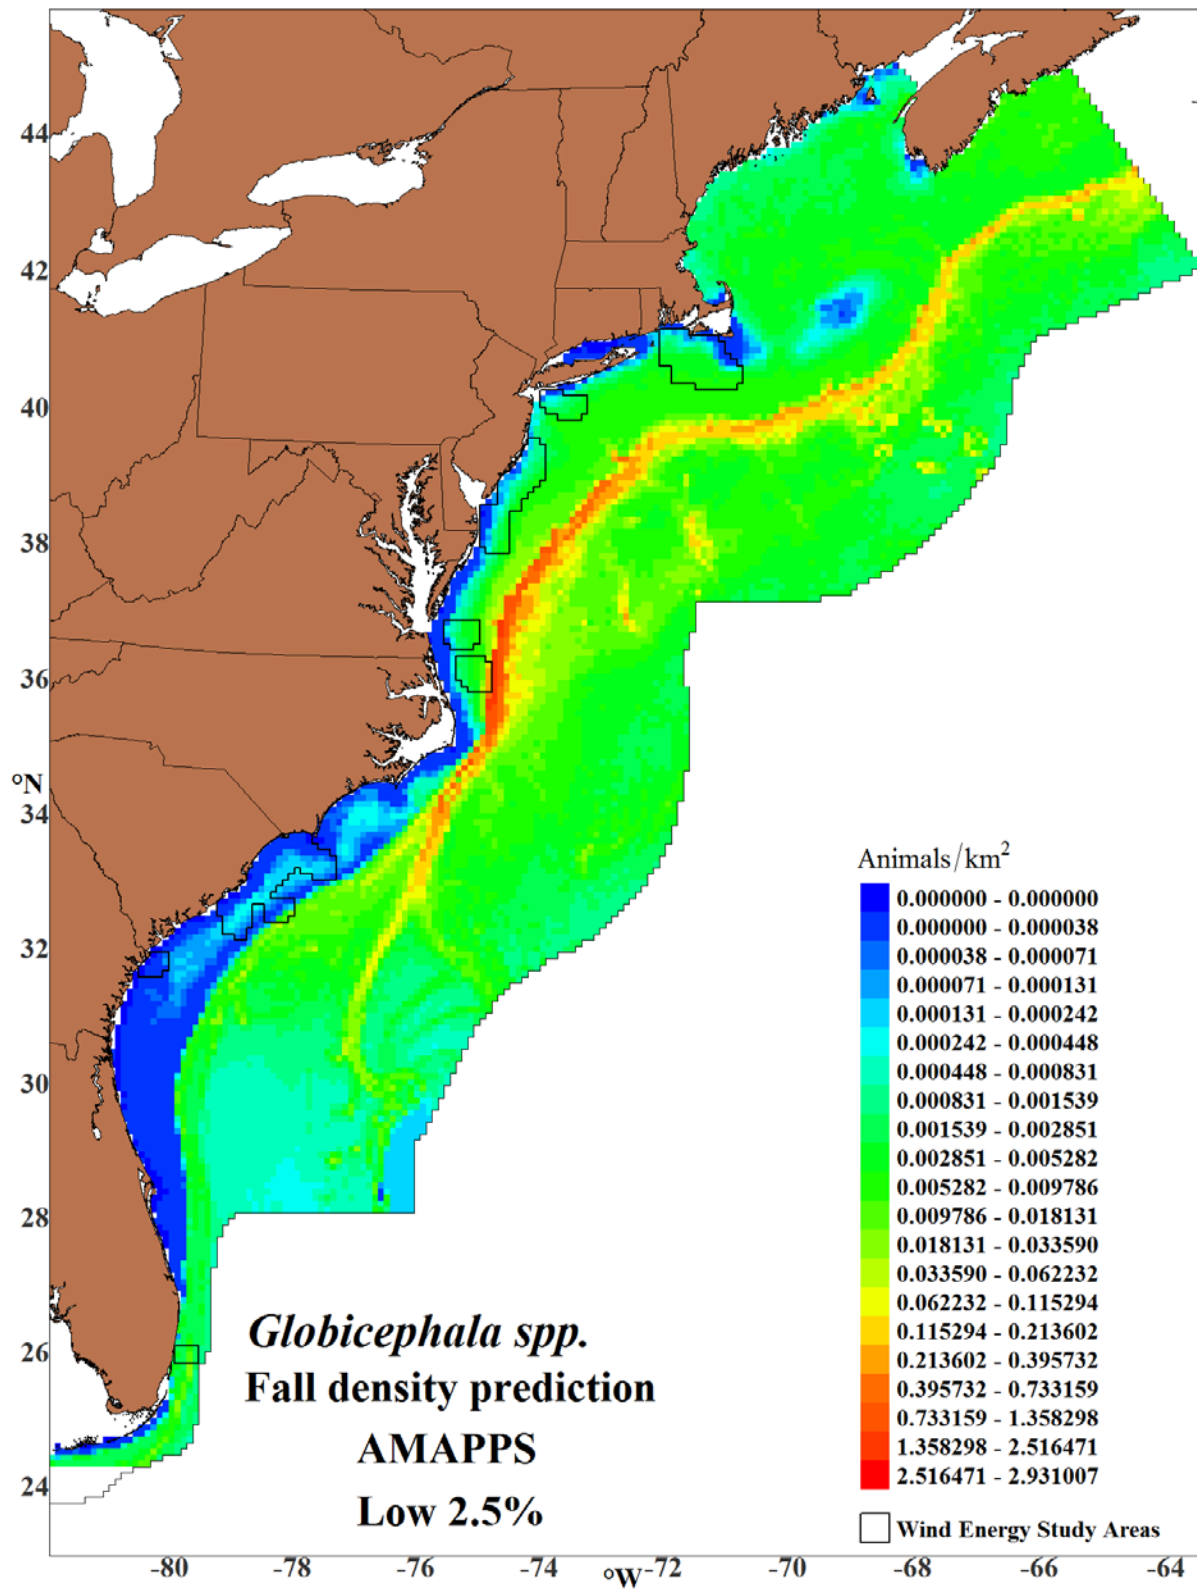 44
42
40
38
36
°N
34
32
30
28
26
24
Animals/km²
0.000000 - 0.000000
0.000000 - 0.000038
0.000038 - 0.000071
0.000071 - 0.000131
0.000131 - 0.000242
0.000242 - 0.000448
0.000448 - 0.000831
0.000831 - 0.001539
0.001539 - 0.002851
0.002851 - 0.005282
0.005282 - 0.009786
0.009786 - 0.018131
0.018131 - 0.033590
0.033590 - 0.062232
0.062232 - 0.115294
0.115294 - 0.213602
0.213602 - 0.395732
0.395732 - 0.733159
0.733159 - 1.358298
1.358298 - 2.516471
2.516471 - 2.931007
Wind Energy Study Areas
Globicephala spp.
Fall density prediction
AMAPPS
Low 2.5%
-80 -78 -76 -74 °W -72 -70 -68 -66 -64